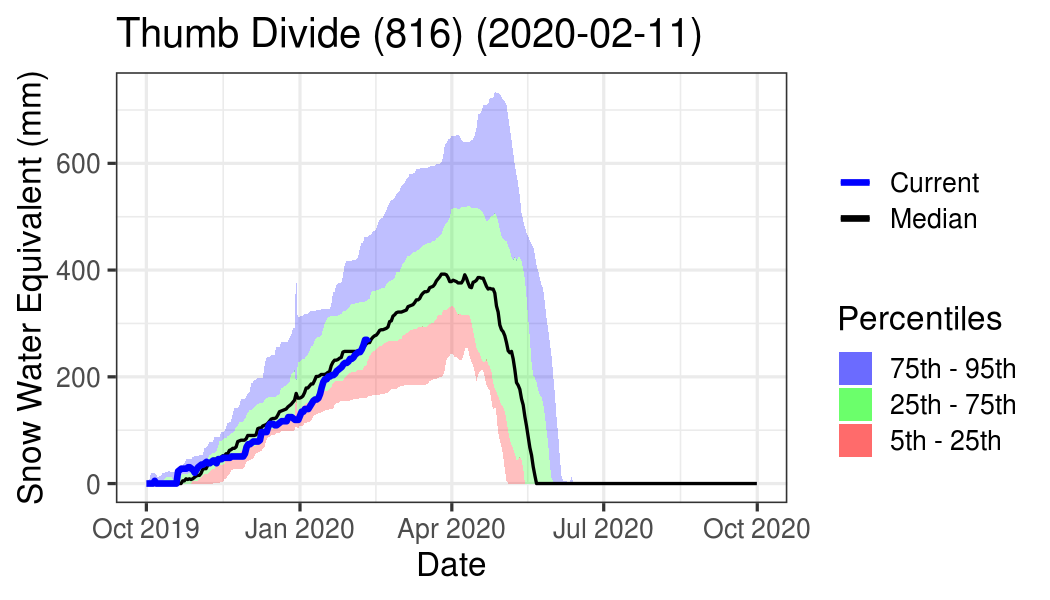 Thumb Divide (816) (2020-02-11)
Snow Water Equivalent (mm)
600
400
200
0
Oct 2019
Jan 2020
Apr 2020
Jul 2020
Oct 2020
Date
Current
Median
Percentiles
75th - 95th
25th - 75th
5th - 25th